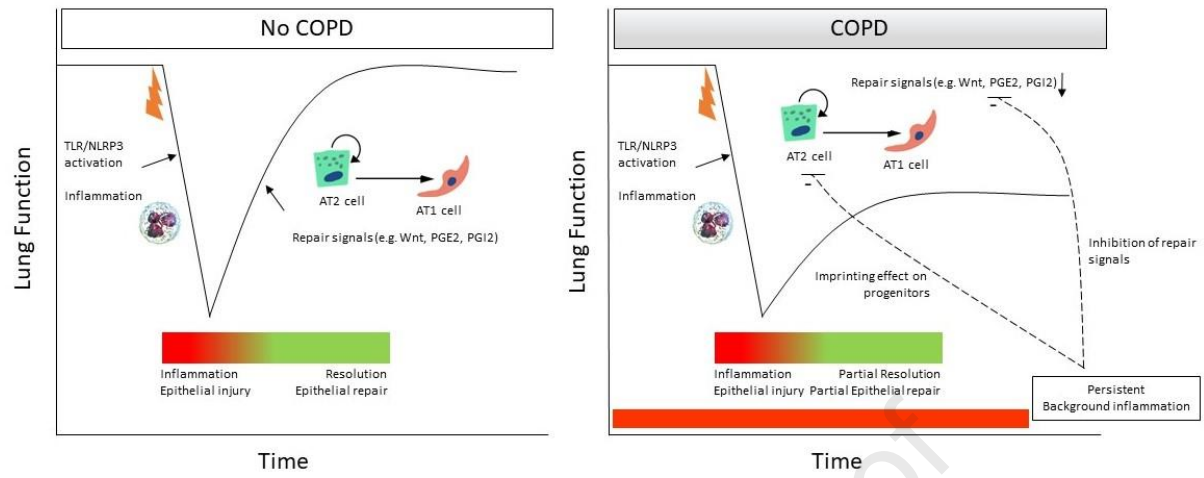 No COPD
TLR/NLRP3
activation
Inflammation
AT2 cell
AT1 cell
Repair signals (e.g. Wnt, PGE2, PGI2)
Inflammation
Epithelial injury
Resolution
Epithelial repair
Lung Function
Time
COPD
Repair signals (e.g. Wnt, PGE2, PGI2)
TLR/NLRP3
activation
Inflammation
AT2 cell
AT1 cell
-
-
Inhibition of repair
signals
Imprinting effect on
progenitors
Inflammation
Epithelial injury
Partial Resolution
Partial Epithelial repair
Persistent
Background inflammation
Lung Function
Time